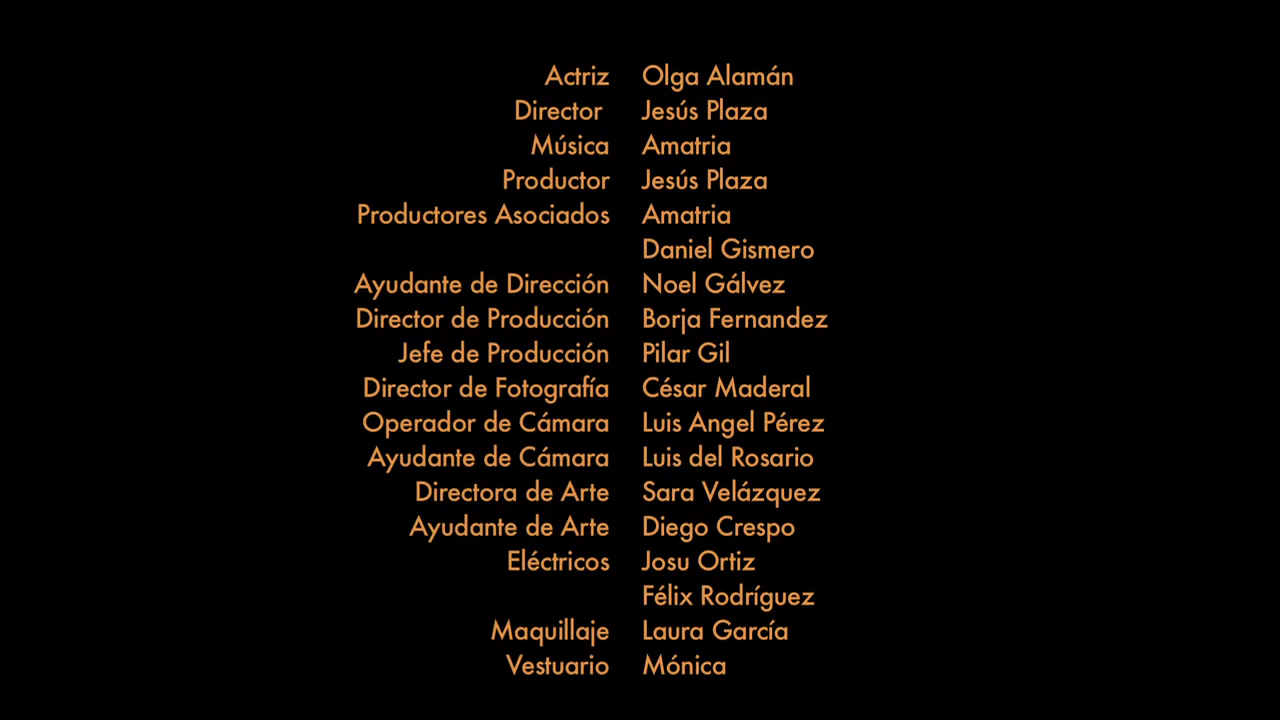 Actriz Olga Alamán
Director Jesús Plaza
Música Amatria
Productor Jesús Plaza
Productores Asociados Amatria
Daniel Gismero
Ayudante de Dirección Noel Gálvez
Director de Producción Borja Fernandez
Jefe de Producción Pilar Gil
Director de Fotografía César Maderal
Operador de Cámara Luis Angel Pérez
Ayudante de Cámara Luis del Rosario
Directora de Arte Sara Velázquez
Ayudante de Arte Diego Crespo
Eléctricos Josu Ortiz
Félix Rodríguez
Maquillaje Laura García
Vestuario Mónica